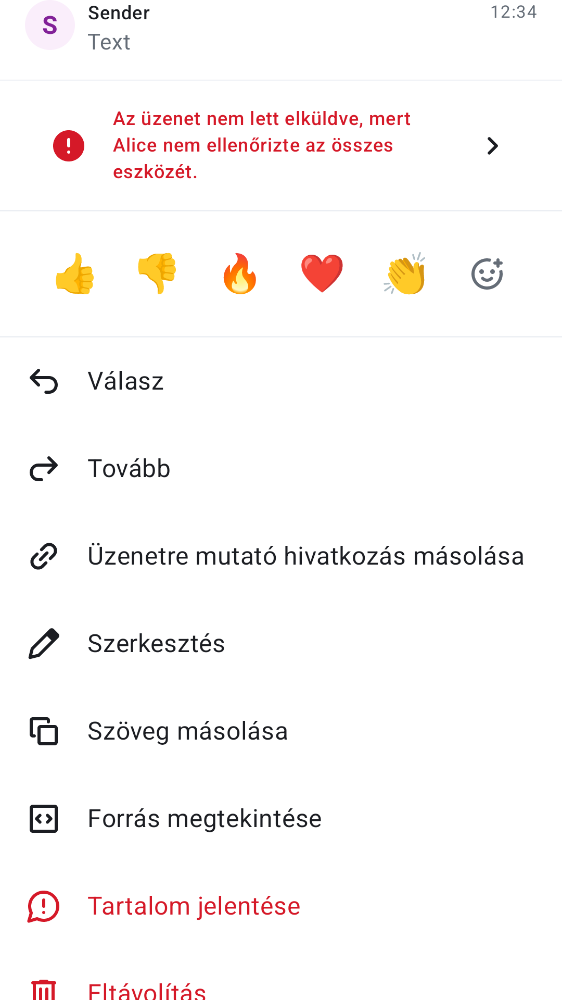 S
Sender
12:34
Text
Az üzenet nem lett elküldve, mert
Alice nem ellenőrizte az összes
eszközét.
Válasz
Tovább
Üzenetre mutató hivatkozás másolása
Szerkesztés
Szöveg másolása
Forrás megtekintése
Tartalom jelentése
Eltávolítás